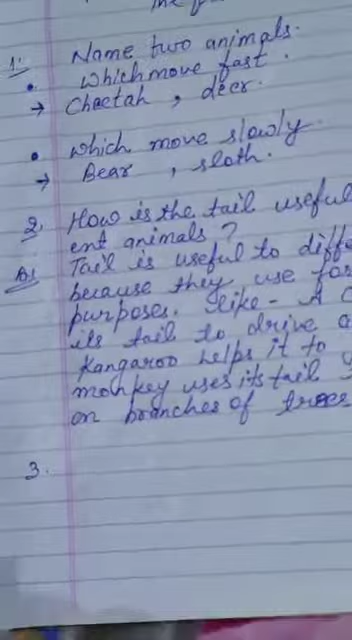 the
1. Name two animals.
• which move fast.
→ Cheetah, deer.
• which move slowly.
→ Bear, sloth.
2. How is the tail useful
ent animals?
As Tail is useful to diffe
because they use for
purposes. like - A C
its tail to drive a
Kangaroo helps it to
monkey uses its tail
on branches of trees
3.